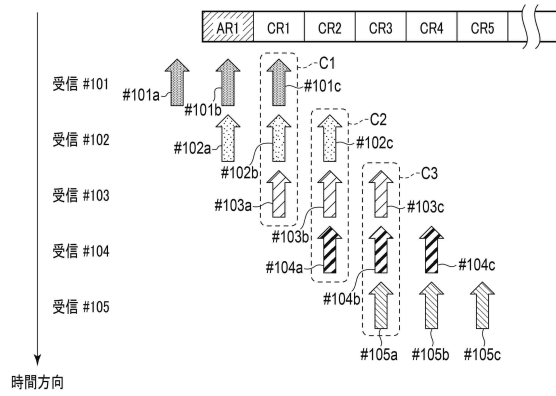 AR1 CR1 CR2 CR3 CR4 CR5
C1
受信 #101
#101a #101b #101c
C2
受信 #102
#102a #102b #102c
C3
受信 #103
#103a #103b #103c
受信 #104
#104a #104b #104c
受信 #105
#105a #105b #105c
時間方向